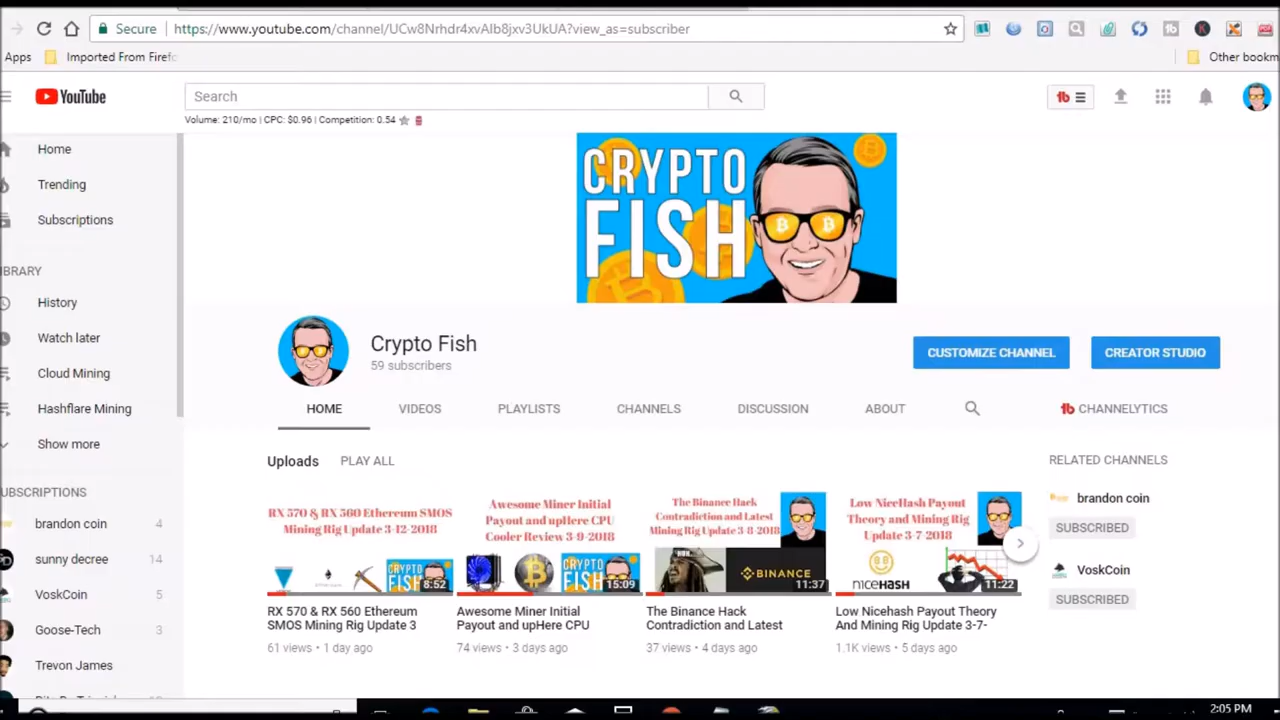 Secure https://www.youtube.com/channel/UCw8Nrhdr4xvAlb8jxv3UkUA?view_as=subscriber
Apps Imported From Firefo Other bookm
YouTube Search
Volume: 210/mo | CPC: $0.96 | Competition: 0.54
Home
Trending
Subscriptions
IBRARY
History
Watch later
Cloud Mining
Hashflare Mining
Show more
UBSCRIPTIONS
brandon coin 4
sunny decree 14
VoskCoin 5
Goose-Tech 3
Trevon James
CRYPTO
FISH
Crypto Fish
59 subscribers
CUSTOMIZE CHANNEL CREATOR STUDIO
HOME VIDEOS PLAYLISTS CHANNELS DISCUSSION ABOUT CHANNELYTICS
Uploads PLAY ALL
RX 570 & RX 560 Ethereum SMOS
Mining Rig Update 3-12-2018
CRYPTO
FISH
8:52
RX 570 & RX 560 Ethereum
SMOS Mining Rig Update 3
61 views • 1 day ago
Awesome Miner Initial
Payout and upHere CPU
Cooler Review 3-9-2018
CRYPTO
FISH
15:09
Awesome Miner Initial
Payout and upHere CPU
74 views • 3 days ago
The Binance Hack
Contradiction and Latest
Mining Rig Update 3-8-2018
BINANCE
11:37
The Binance Hack
Contradiction and Latest
37 views • 4 days ago
Low NiceHash Payout
Theory and Mining Rig
Update 3-7-2018
NICEHASH
11:22
Low Nicehash Payout Theory
And Mining Rig Update 3-7-
1.1K views • 5 days ago
RELATED CHANNELS
brandon coin
SUBSCRIBED
VoskCoin
SUBSCRIBED
2:05 PM